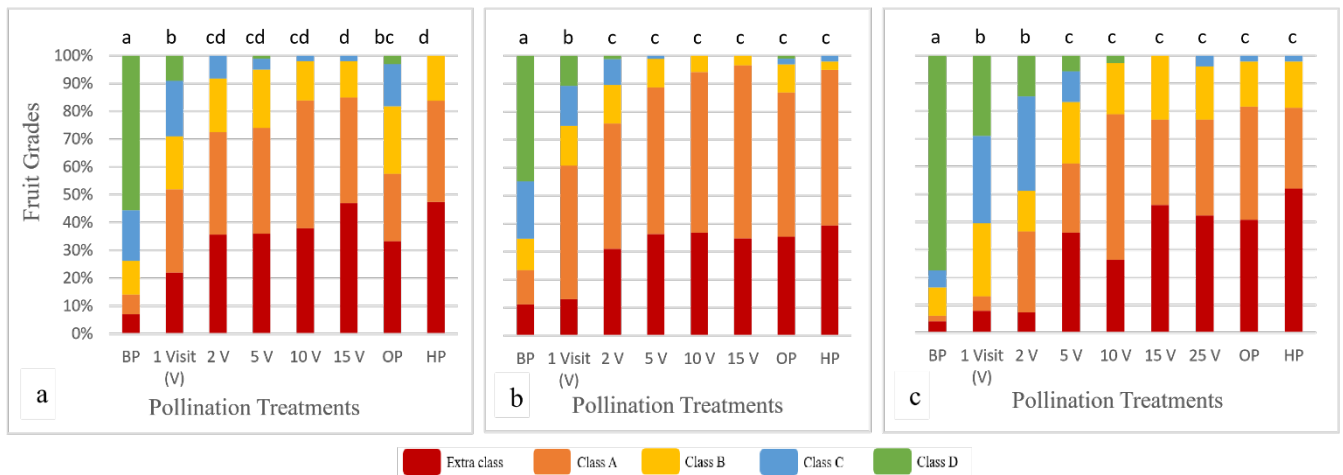 a b cd cd cd d bc d
100%
90%
80%
70%
60%
50%
40%
30%
20%
10%
0%
Fruit Grades
BP 1 Visit (V) 2 V 5 V 10 V 15 V OP HP
Pollination Treatments
a
a b c c c c c c
BP 1 Visit (V) 2 V 5 V 10 V 15 V OP HP
Pollination Treatments
b
a b b c c c c c c
BP 1 Visit (V) 2 V 5 V 10 V 15 V 25 V OP HP
Pollination Treatments
c
Extra class Class A Class B Class C Class D